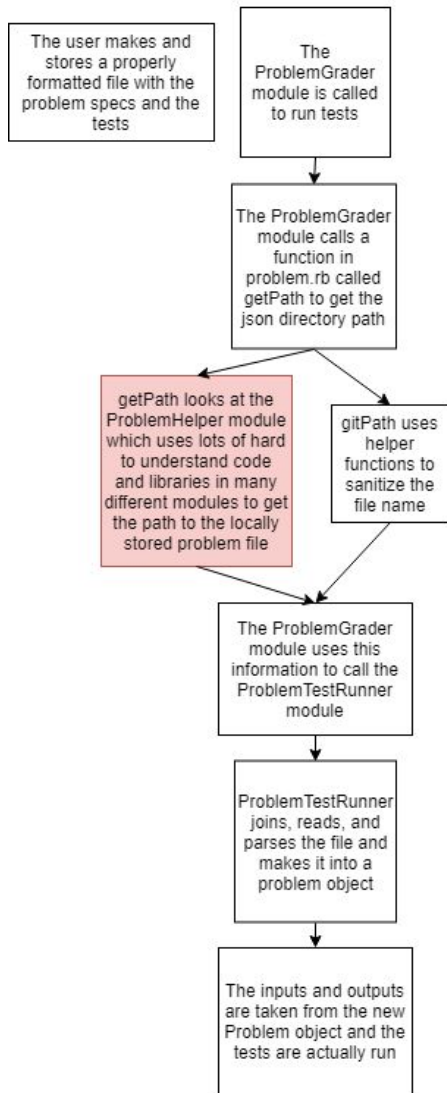 The user makes and
stores a properly
formatted file with the
problem specs and the
tests
The
ProblemGrader
module is called
to run tests
The ProblemGrader
module calls a
function in
problem.rb called
getPath to get the
json directory path
getPath looks at the
ProblemHelper module
which uses lots of hard
to understand code
and libraries in many
different modules to get
the path to the locally
stored problem file
gitPath uses
helper
functions to
sanitize the
file name
The ProblemGrader
module uses this
information to call the
ProblemTestRunner
module
ProblemTestRunner
joins, reads, and
parses the file and
makes it into a
problem object
The inputs and outputs
are taken from the new
Problem object and the
tests are actually run